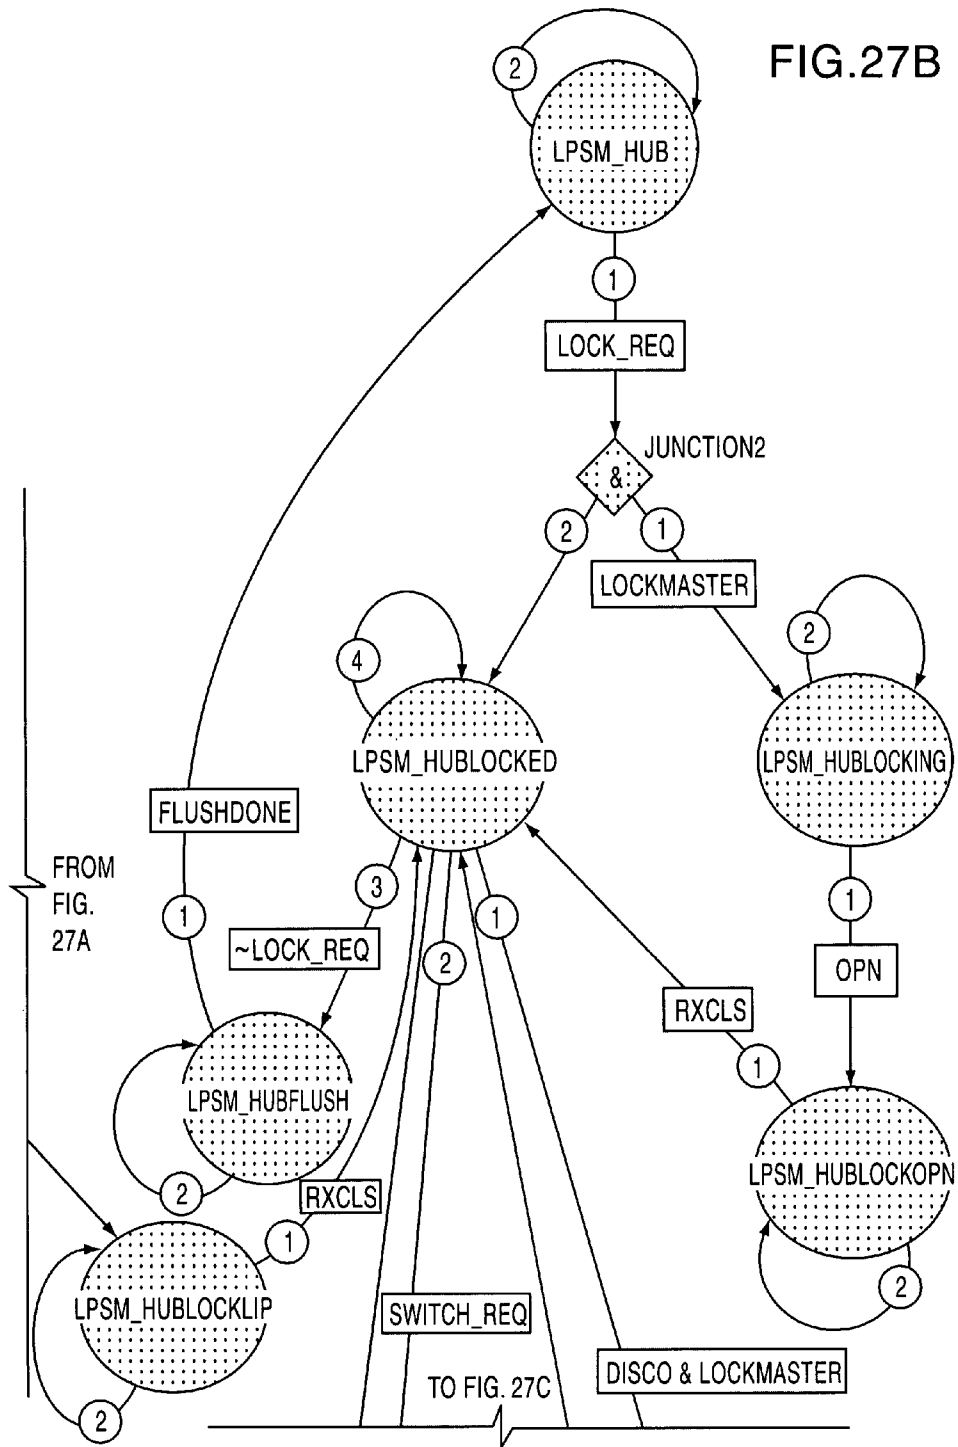 FIG.27B
2
LPSM_HUB
1
LOCK_REQ
JUNCTION2
&
2
1
LOCKMASTER
4
2
LPSM_HUBLOCKED
LPSM_HUBLOCKING
FLUSHDONE
FROM
FIG.
27A
1
3
1
1
~LOCK_REQ
2
OPN
RXCLS
1
LPSM_HUBFLUSH
LPSM_HUBLOCKOPN
2
RXCLS
1
2
LPSM_HUBLOCKLIP
SWITCH_REQ
DISCO & LOCKMASTER
TO FIG. 27C
2